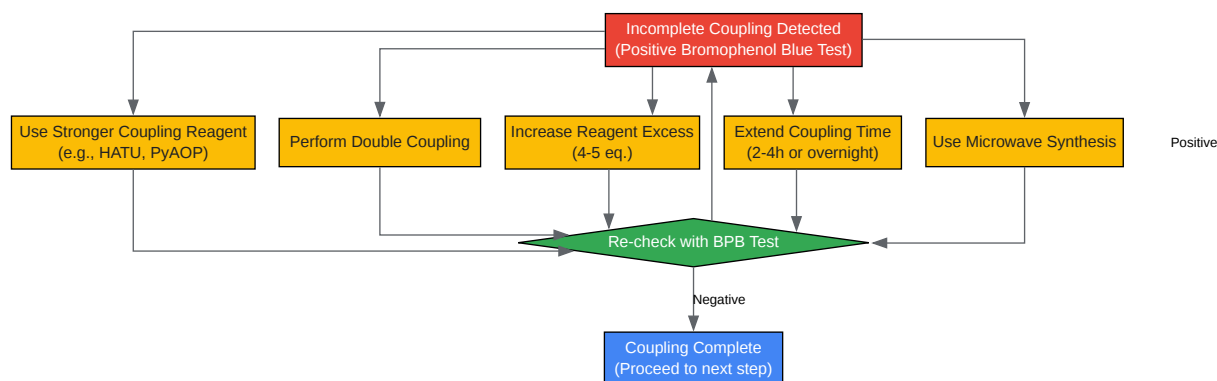 Incomplete Coupling Detected
(Positive Bromophenol Blue Test)
Use Stronger Coupling Reagent
(e.g., HATU, PyAOP)
Perform Double Coupling
Increase Reagent Excess
(4-5 eq.)
Extend Coupling Time
(2-4h or overnight)
Use Microwave Synthesis
Positive
Re-check with BPB Test
Negative
Coupling Complete
(Proceed to next step)